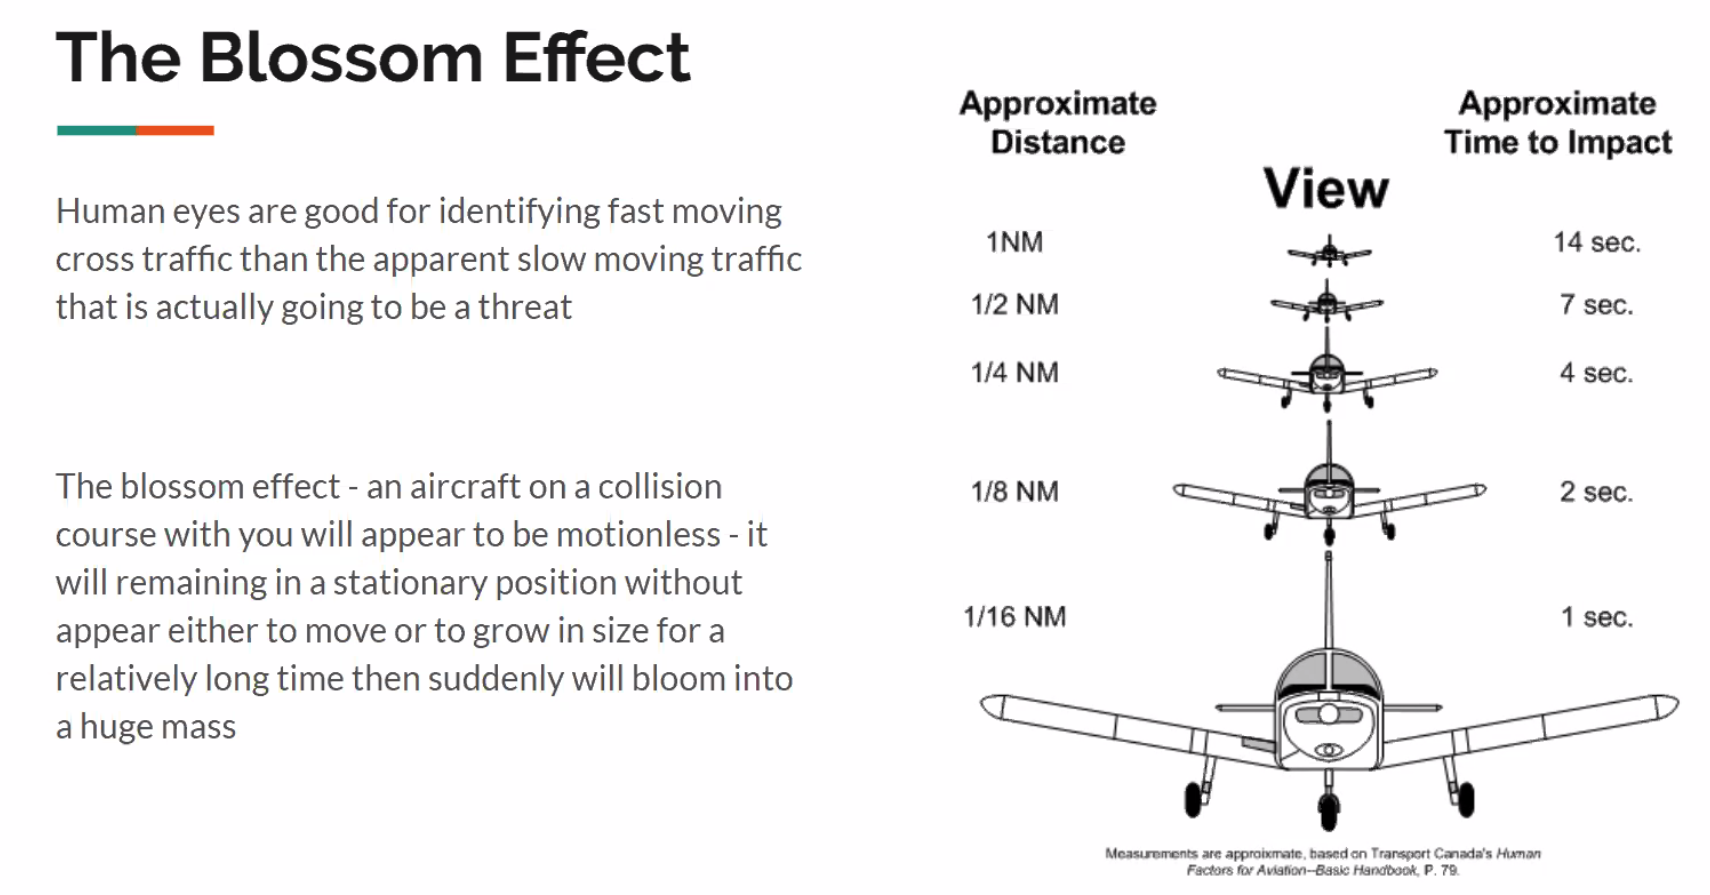 The Blossom Effect
Human eyes are good for identifying fast moving
cross traffic than the apparent slow moving traffic
that is actually going to be a threat
The blossom effect - an aircraft on a collision
course with you will appear to be motionless - it
will remaining in a stationary position without
appear either to move or to grow in size for a
relatively long time then suddenly will bloom into
a huge mass
Approximate
Distance
Approximate
Time to Impact
View
1NM
14 sec.
1/2 NM
7 sec.
1/4 NM
4 sec.
1/8 NM
2 sec.
1/16 NM
1 sec.
Measurements are approixmate, based on Transport Canada's Human
Factors for Aviation—Basic Handbook, P. 79.